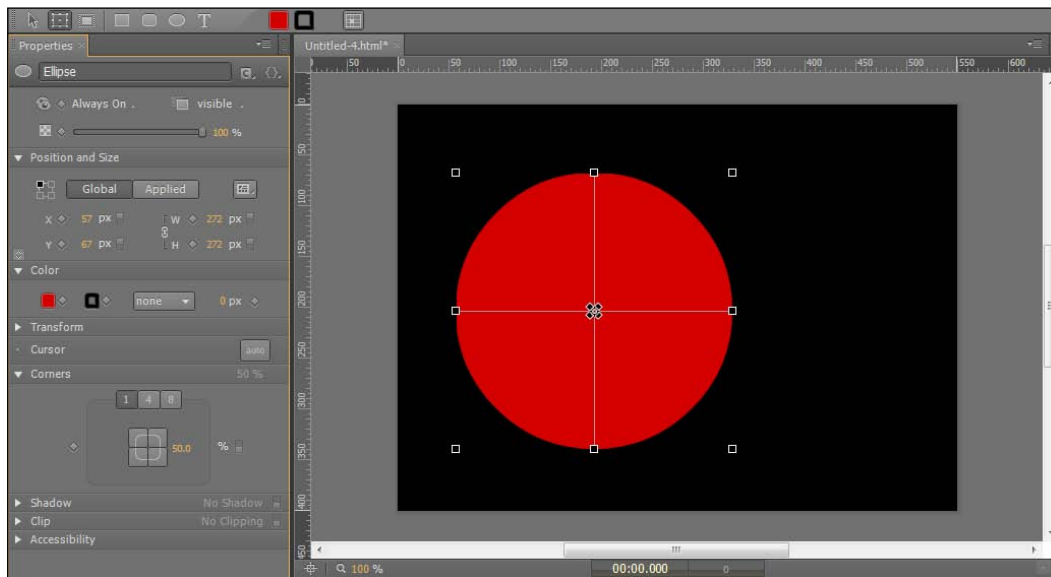 T
Properties ×
Untitled-4.html* ×
50 0 50 100 150 200 250 300 350 400 450 500 550 600
Ellipse
Always On . visible .
100 %
Position and Size
Global Applied
X 57 px W 272 px
Y 67 px H 272 px
Color
none 0 px
Transform
Cursor auto
Corners 50 %
1 4 8
50.0 %
Shadow No Shadow
Clip No Clipping
Accessibility
0
50
100
150
200
250
300
350
400
450
100 % 00:00.000 0